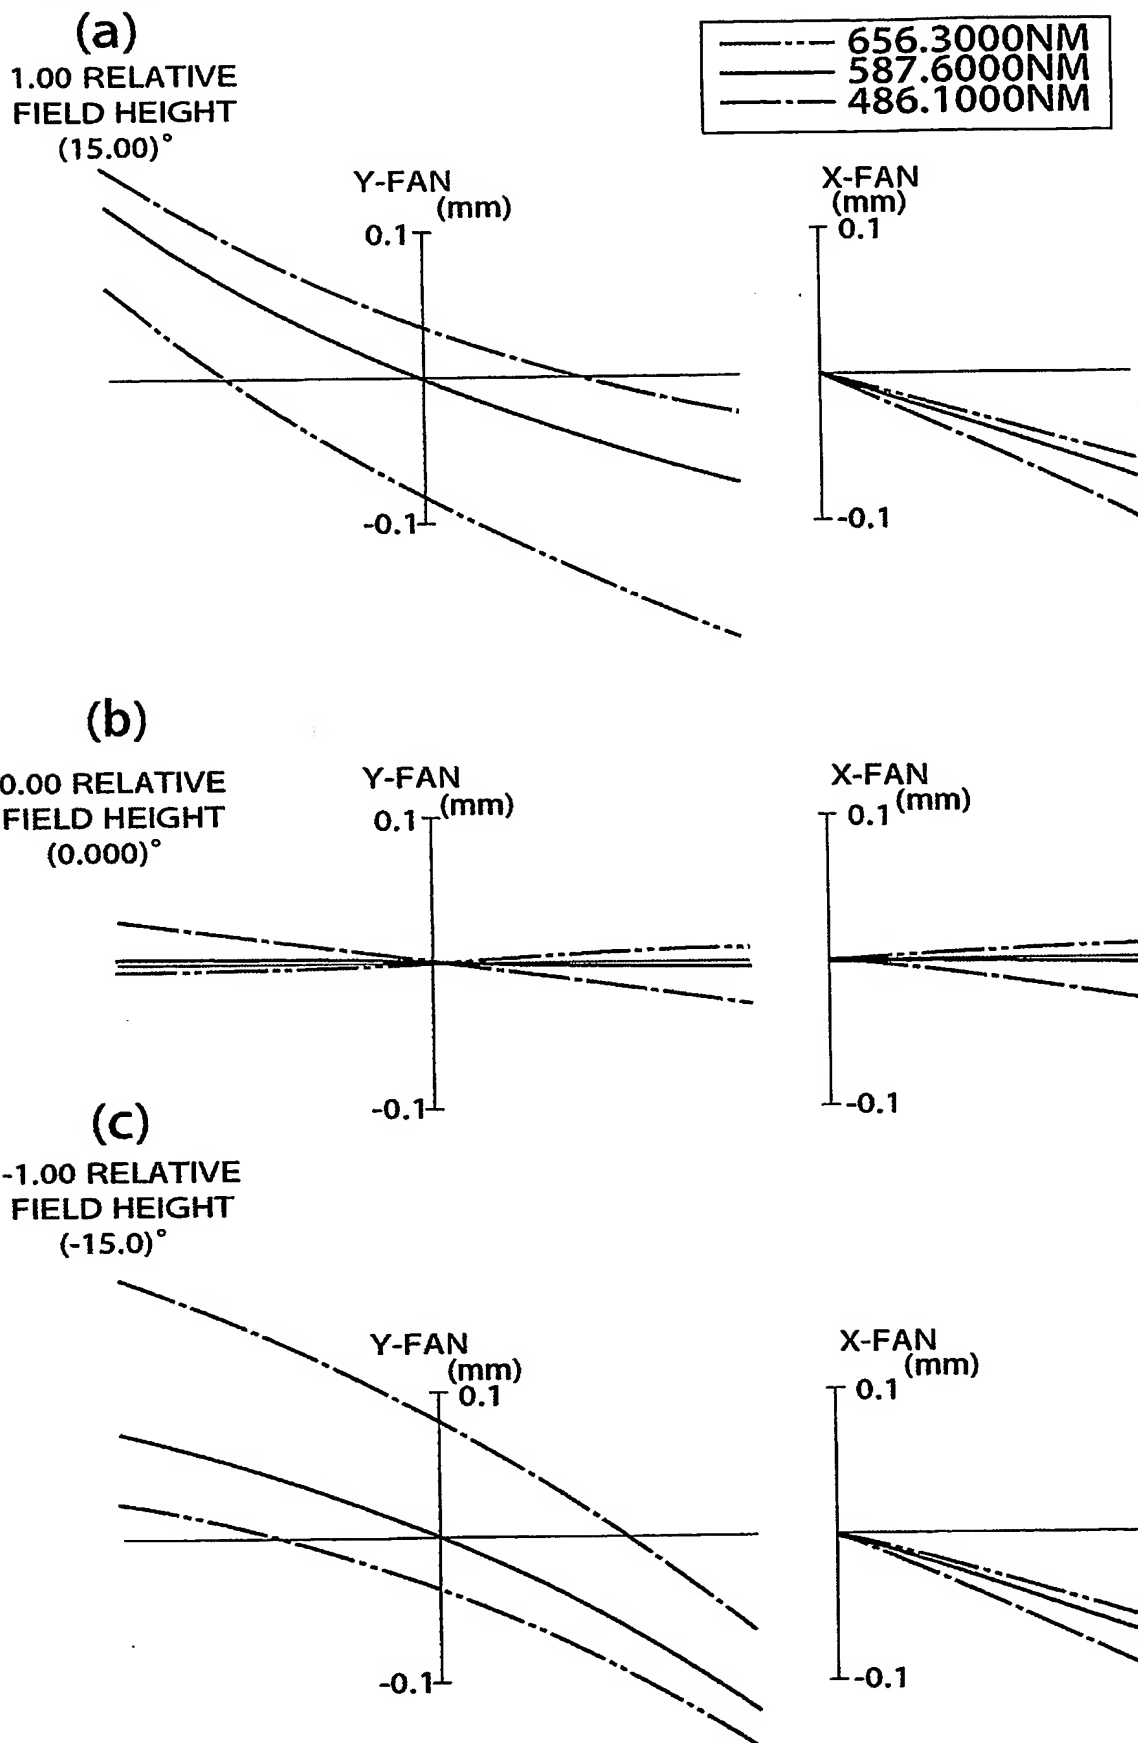 (a)
1.00 RELATIVE
FIELD HEIGHT
(15.00)°
656.3000NM
587.6000NM
486.1000NM
Y-FAN
(mm)
0.1
-0.1
X-FAN
(mm)
0.1
-0.1
(b)
0.00 RELATIVE
FIELD HEIGHT
(0.000)°
Y-FAN
(mm)
0.1
-0.1
X-FAN
(mm)
0.1
-0.1
(c)
-1.00 RELATIVE
FIELD HEIGHT
(-15.0)°
Y-FAN
(mm)
0.1
-0.1
X-FAN
(mm)
0.1
-0.1